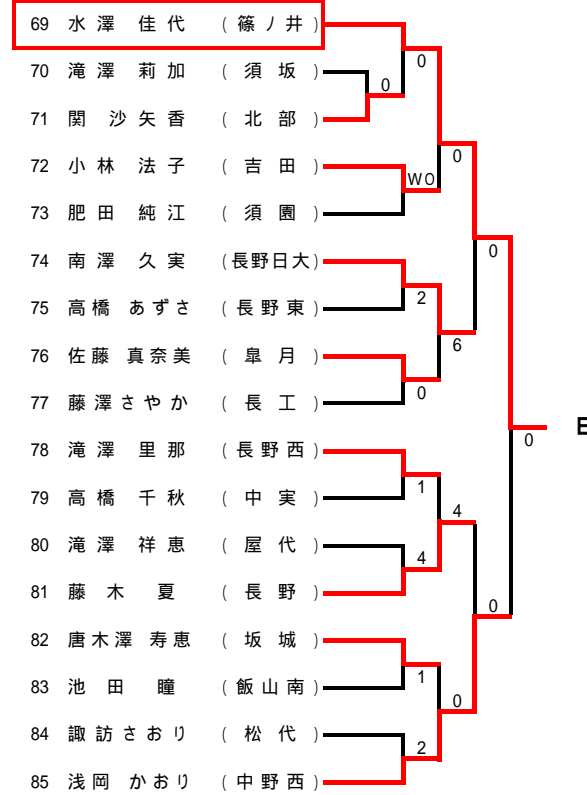 69 水澤 佳代 (篠ノ井)
0
70 滝澤 莉加 (須坂)
0
71 関 沙矢香 (北部)
0
72 小林 法子 (吉田)
WO
73 肥田 純江 (須園)
0
74 南澤 久実 (長野日大)
2
75 高橋 あずさ (長野東)
6
76 佐藤 真奈美 (皐月)
0
77 藤澤さやか (長工)
E
0
78 滝澤 里那 (長野西)
1
79 高橋 千秋 (中実)
4
80 滝澤 祥恵 (屋代)
4
81 藤木 夏 (長野)
0
82 唐木澤 寿恵 (坂城)
1
83 池田 瞳 (飯山南)
0
84 諏訪さおり (松代)
2
85 浅岡 かおり (中野西)